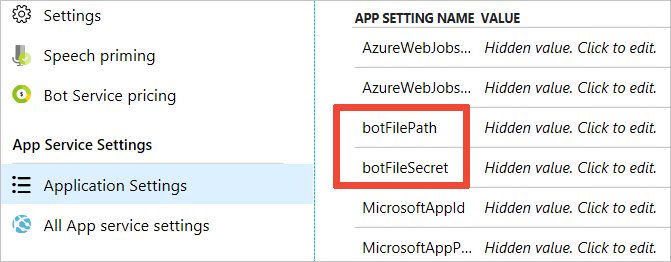 Settings
Speech priming
Bot Service pricing
App Service Settings
Application Settings
All App service settings
APP SETTING NAME VALUE
AzureWebJobs... Hidden value. Click to edit.
AzureWebJobs... Hidden value. Click to edit.
botFilePath Hidden value. Click to edit.
botFileSecret Hidden value. Click to edit.
MicrosoftAppId Hidden value. Click to edit.
MicrosoftAppP... Hidden value. Click to edit.